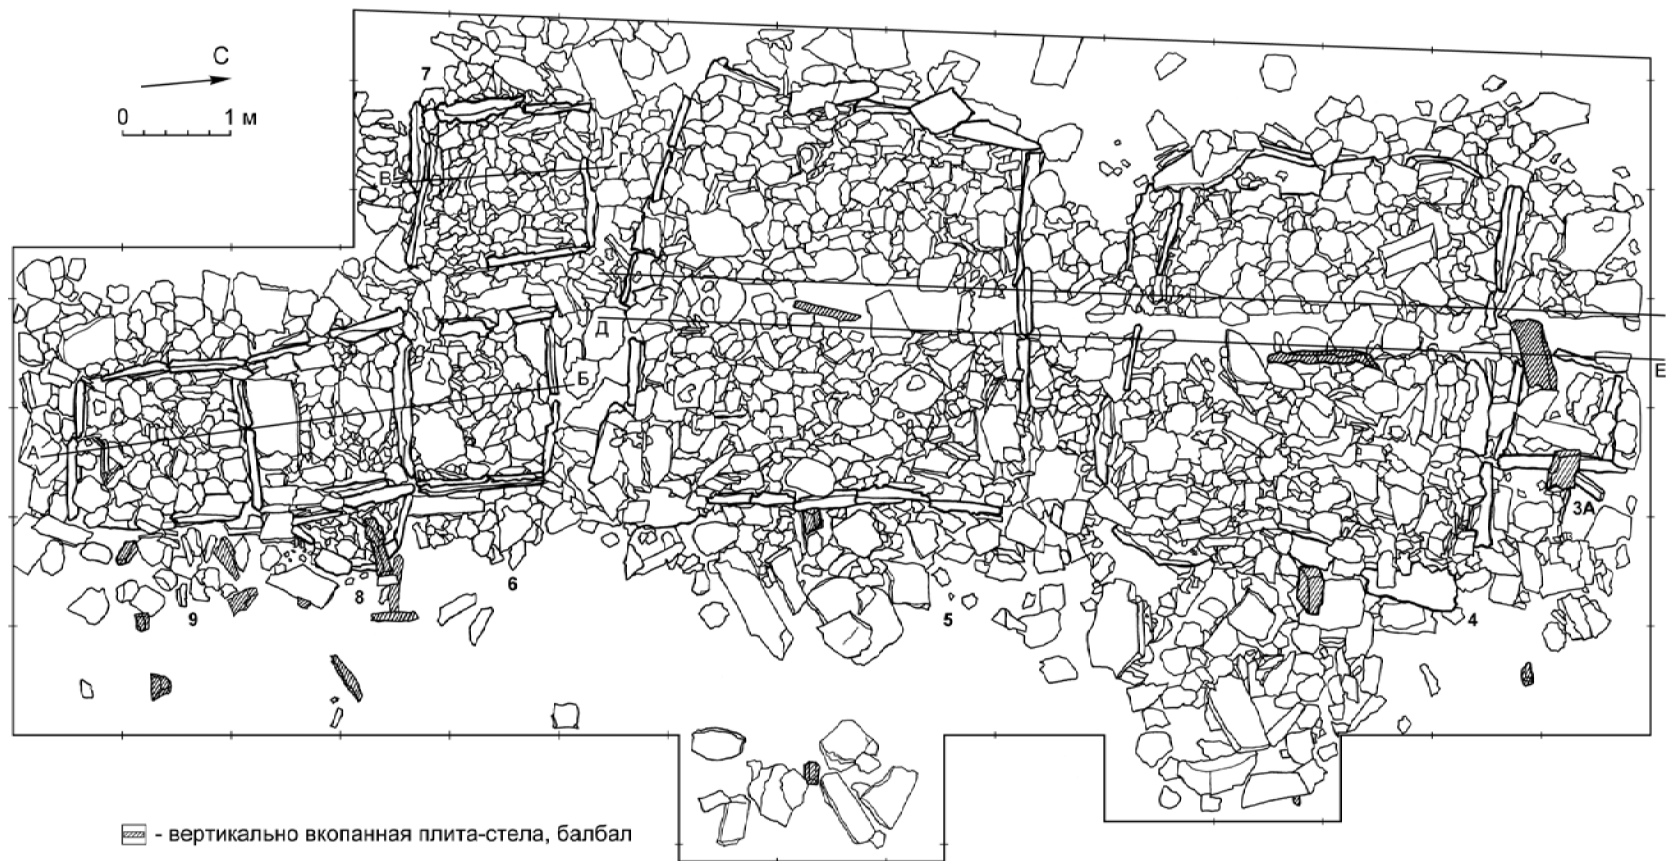 С
0 1 м
7
В
Г
Д
Б
Е
А
3А
9
8
6
5
4
- вертикально вкопанная плита-стела, балбал